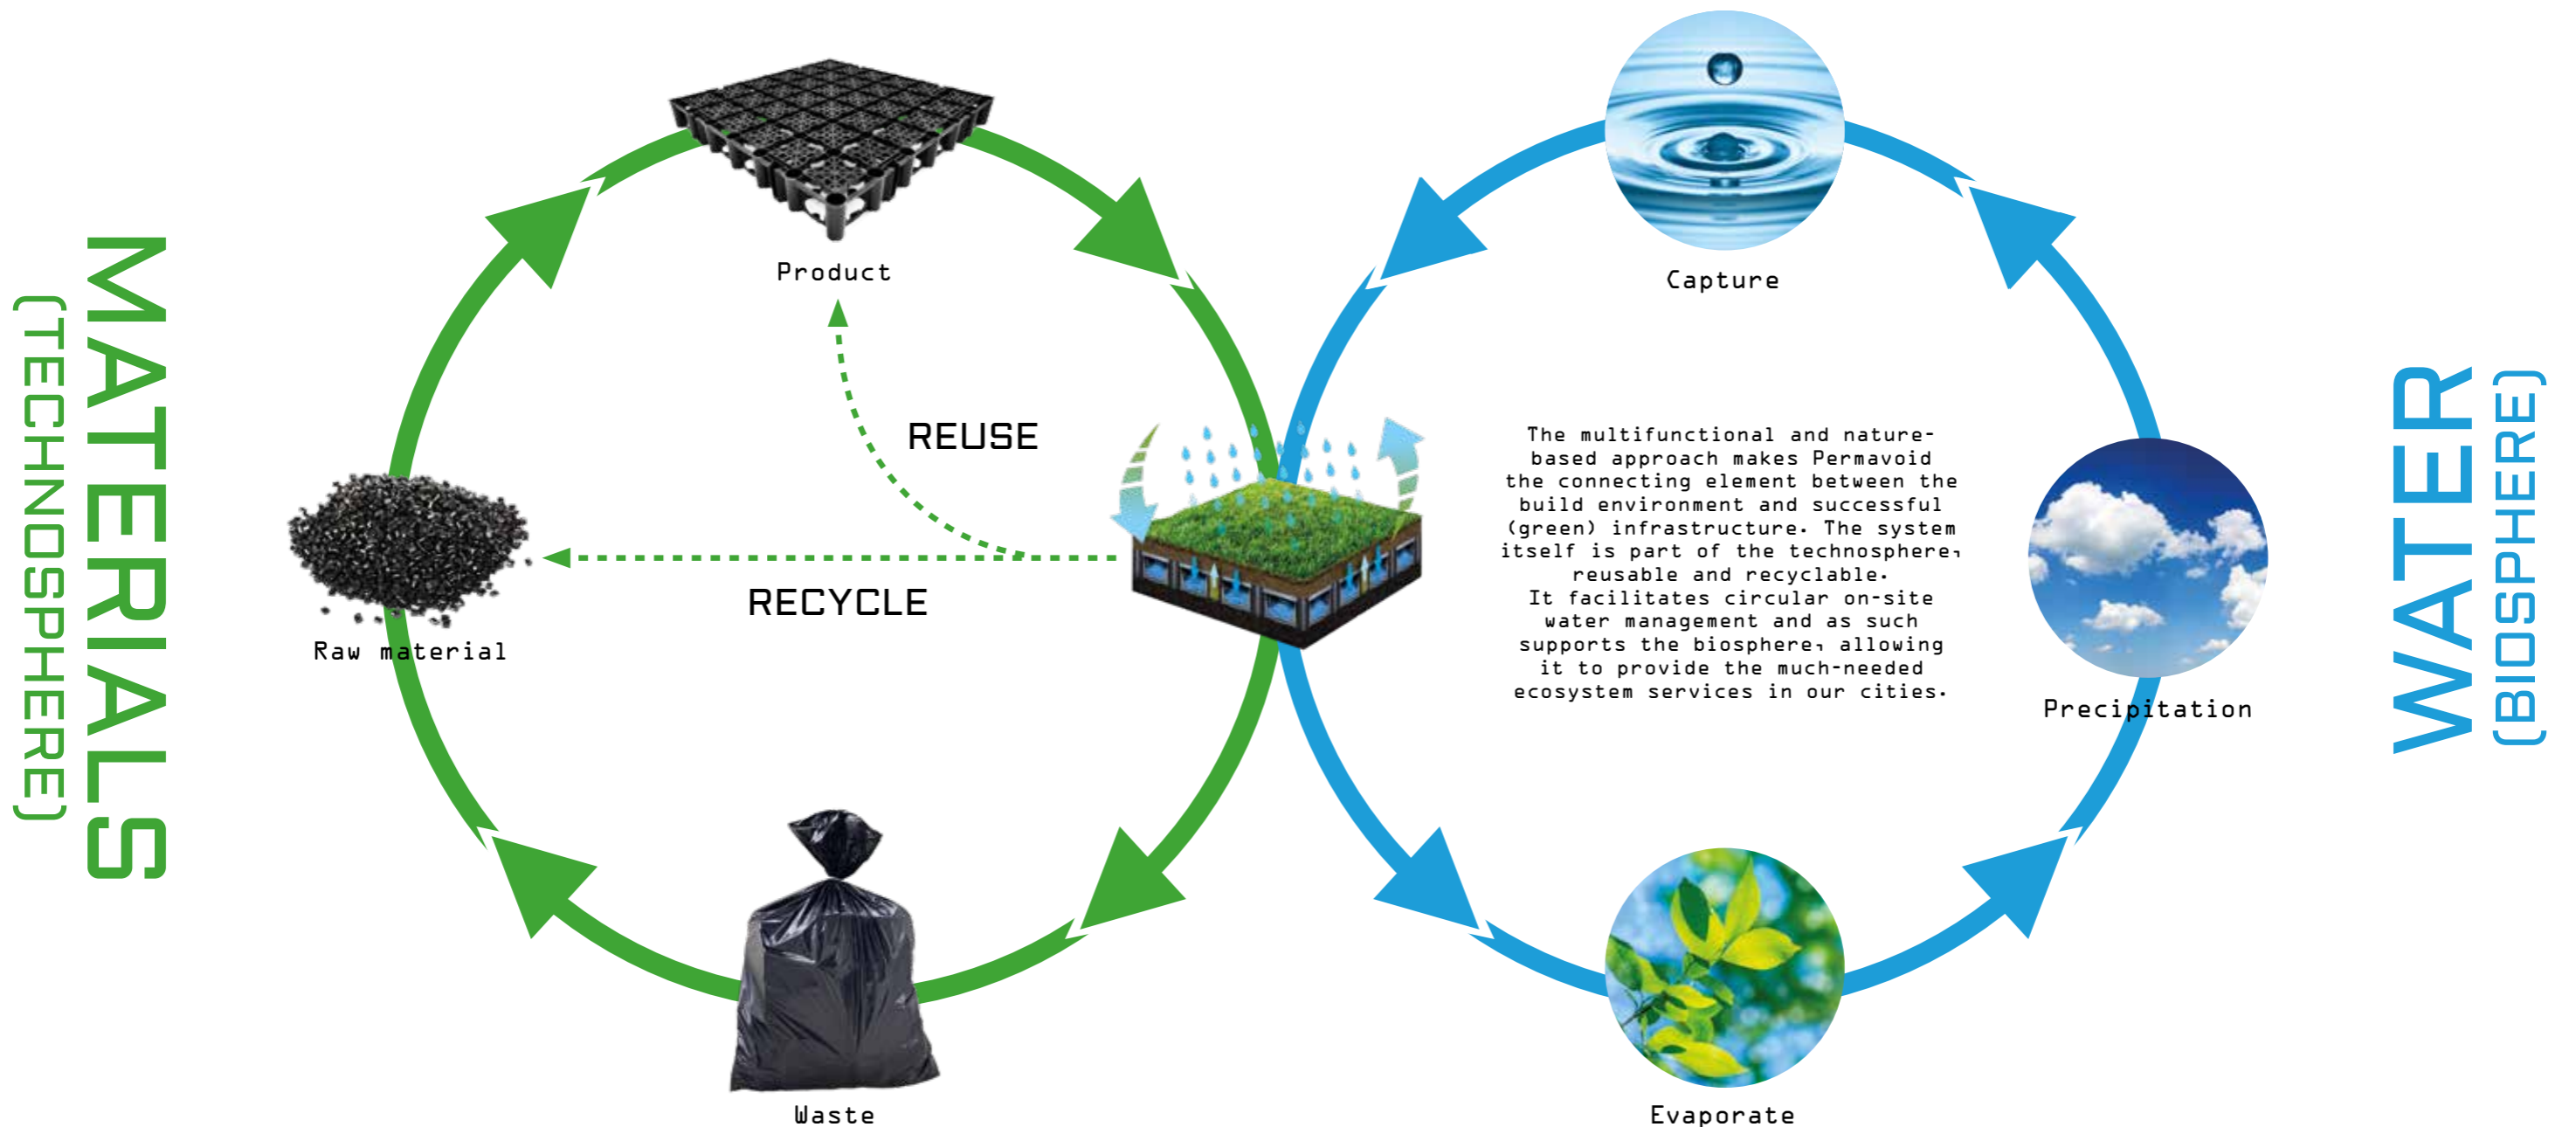 MATERIALS
(TECHNOSPHERE)
Product
REUSE
RECYCLE
Raw material
Waste
Capture
The multifunctional and nature-
based approach makes Permavoid
the connecting element between the
build environment and successful
(green) infrastructure. The system
itself is part of the technosphere,
reusable and recyclable.
It facilitates circular on-site
water management and as such
supports the biosphere, allowing
it to provide the much-needed
ecosystem services in our cities.
Precipitation
Evaporate
WATER
(BIOSPHERE)